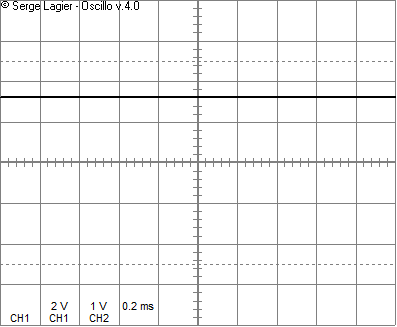 © Serge Lagier - Oscillo v.4.0
2 V 1 V 0.2 ms
CH1 CH1 CH2